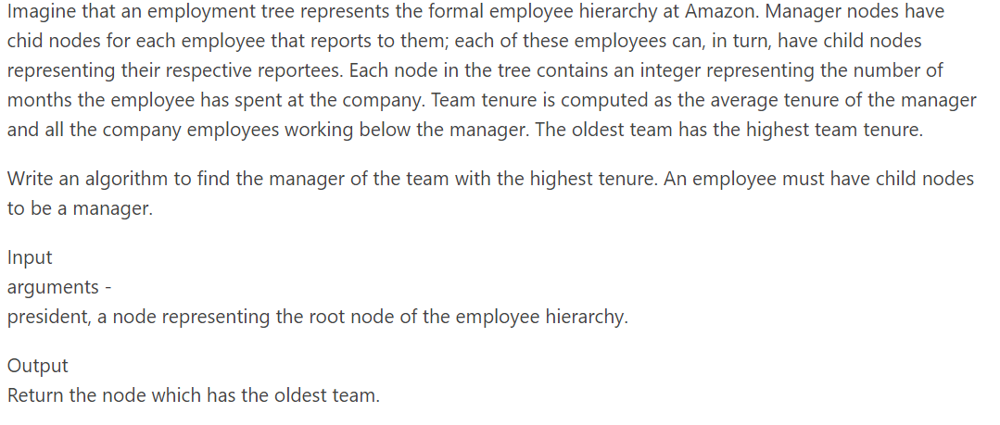 Imagine that an employment tree represents the formal employee hierarchy at Amazon. Manager nodes have
chid nodes for each employee that reports to them; each of these employees can, in turn, have child nodes
representing their respective reportees. Each node in the tree contains an integer representing the number of
months the employee has spent at the company. Team tenure is computed as the average tenure of the manager
and all the company employees working below the manager. The oldest team has the highest team tenure.
Write an algorithm to find the manager of the team with the highest tenure. An employee must have child nodes
to be a manager.
Input
arguments -
president, a node representing the root node of the employee hierarchy.
Output
Return the node which has the oldest team.